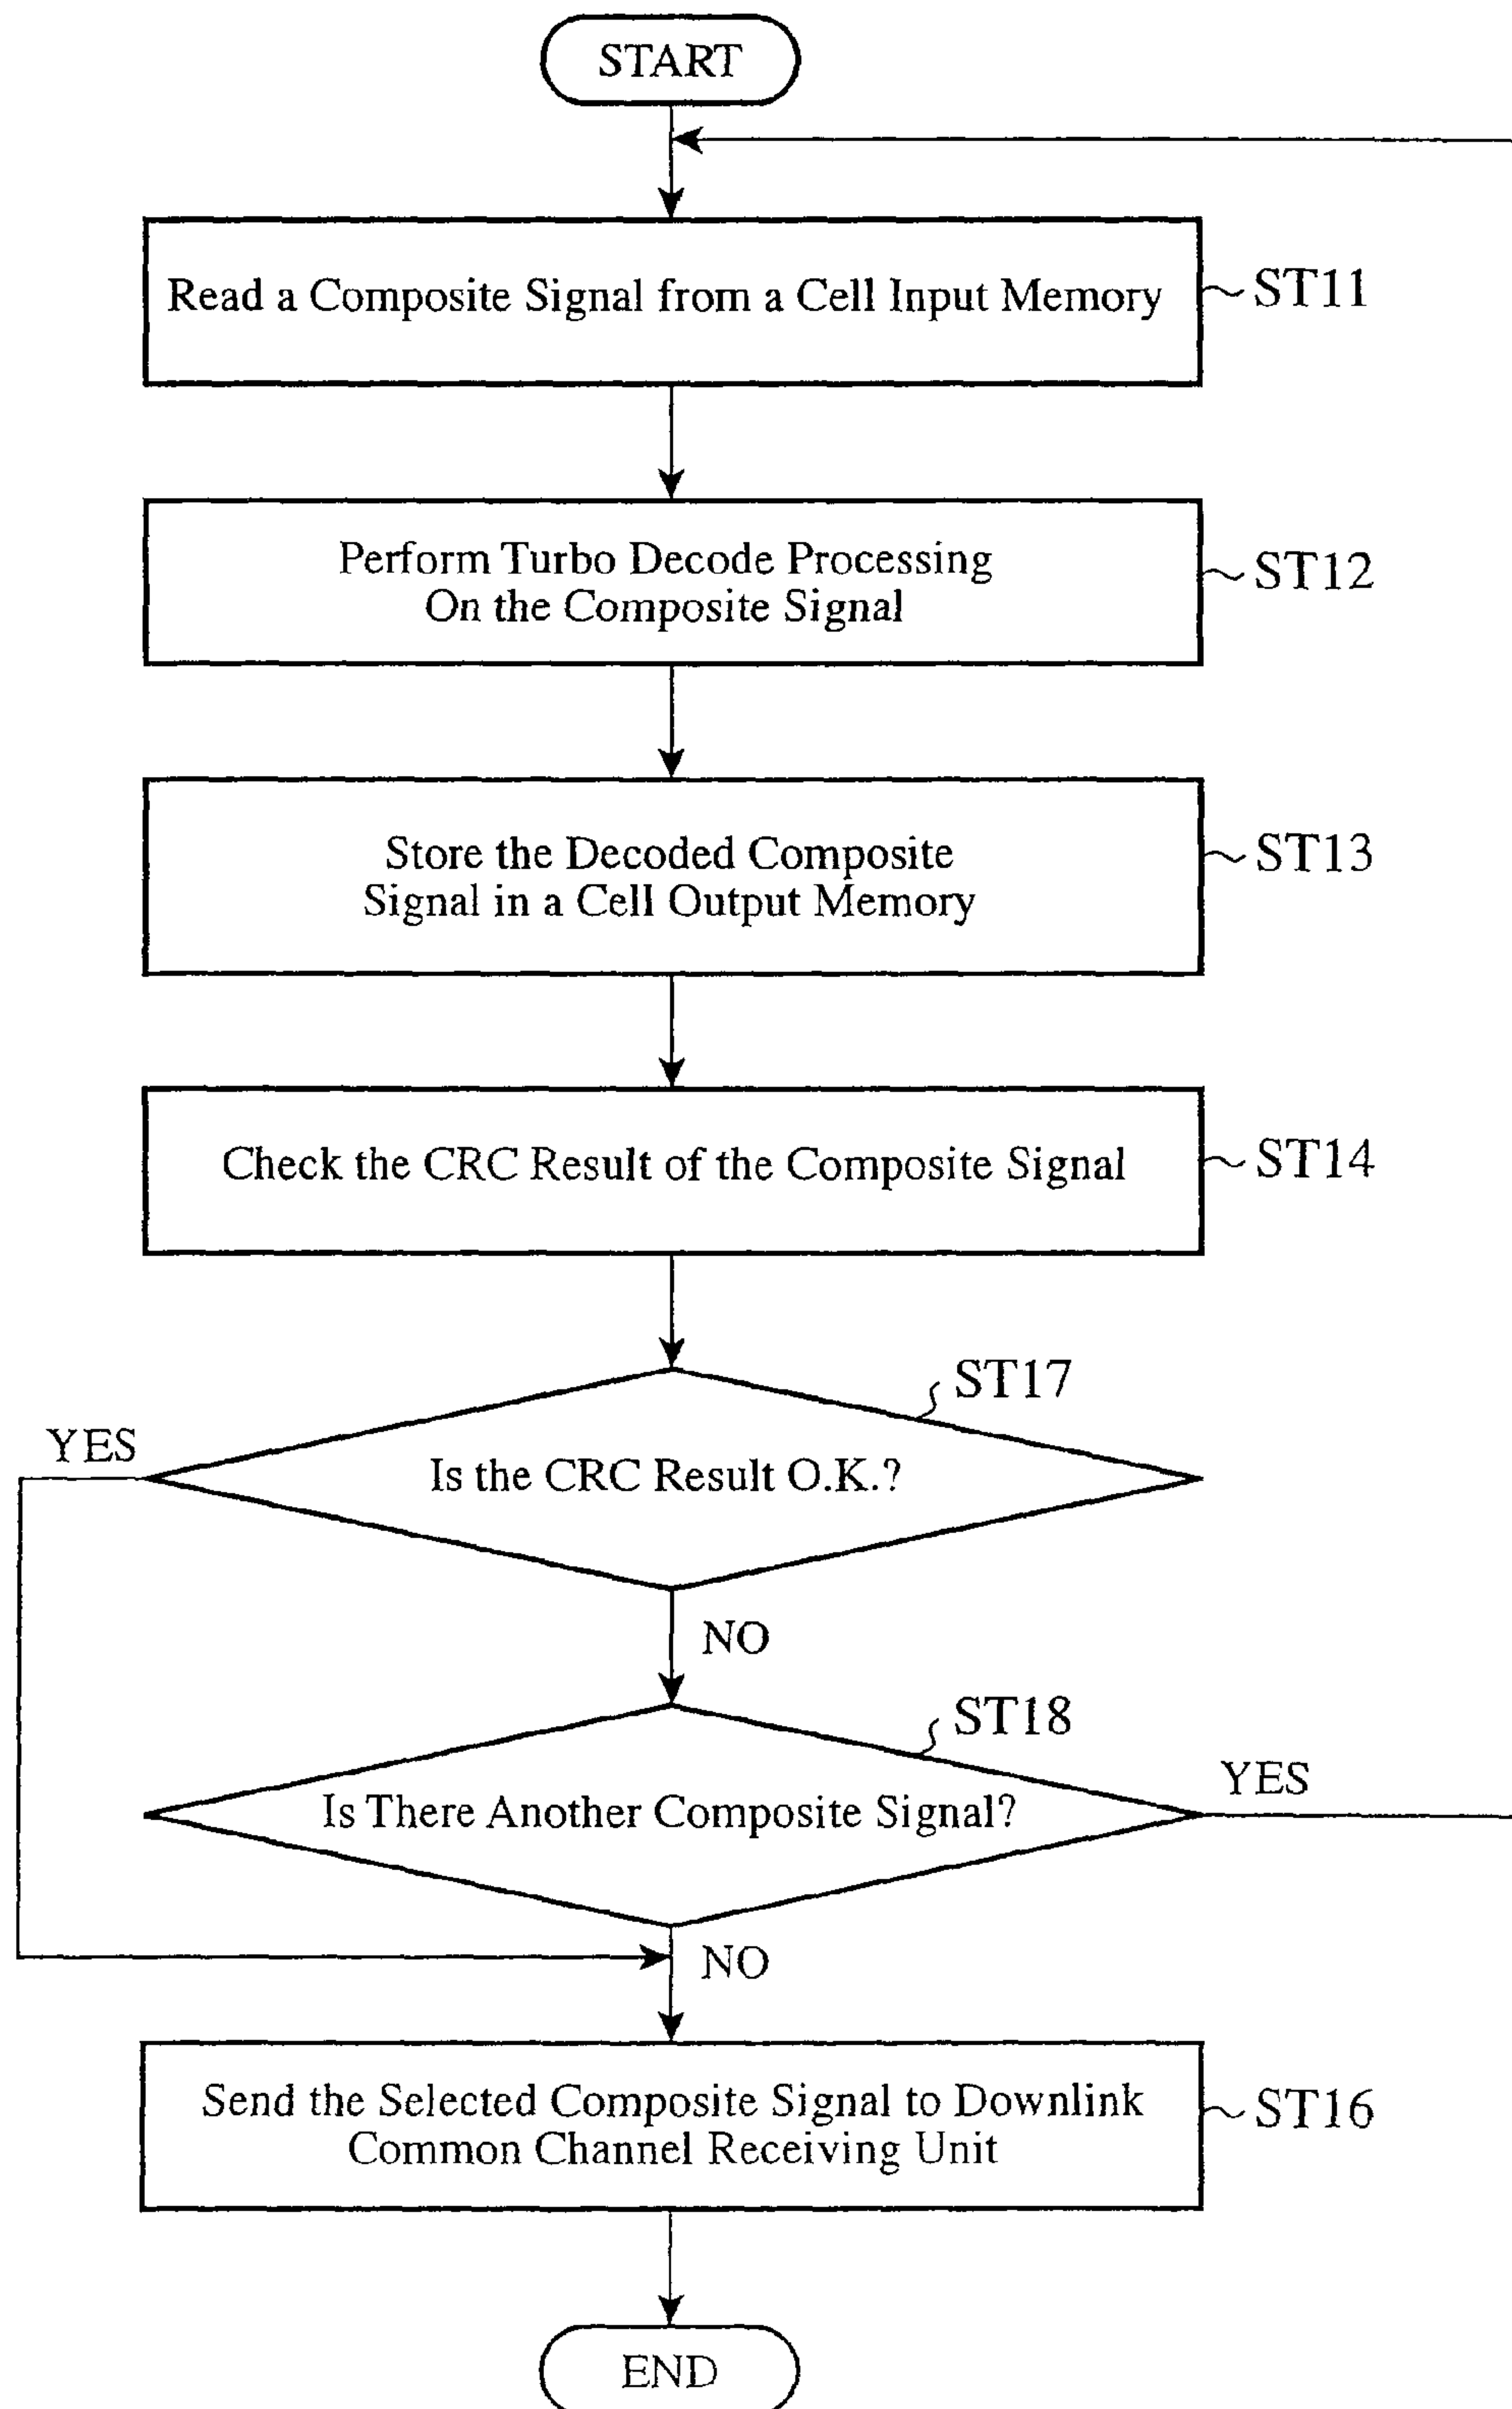 START
Read a Composite Signal from a Cell Input Memory
ST11
Perform Turbo Decode Processing
On the Composite Signal
ST12
Store the Decoded Composite
Signal in a Cell Output Memory
ST13
Check the CRC Result of the Composite Signal
ST14
ST17
YES
Is the CRC Result O.K.?
NO
ST18
YES
Is There Another Composite Signal?
NO
Send the Selected Composite Signal to Downlink
Common Channel Receiving Unit
ST16
END